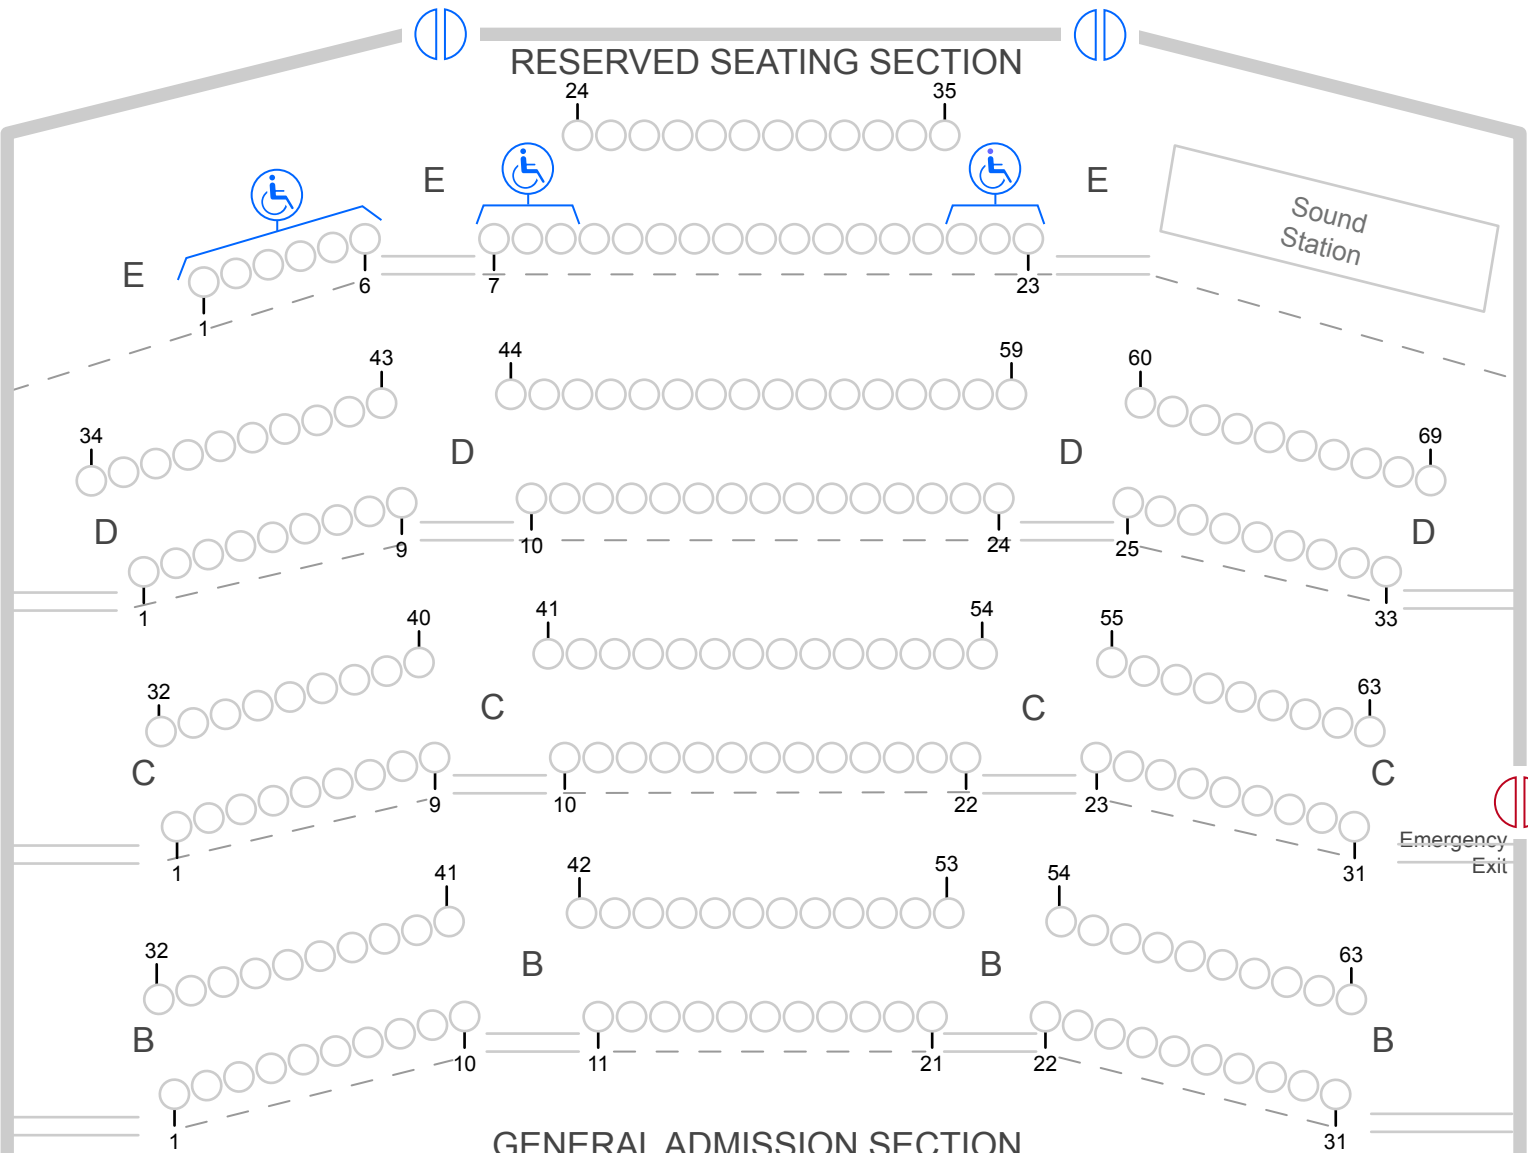 RESERVED SEATING SECTION
24 35
E E
Sound
Station
E
1 6 7 23
34 43 44 59 60 69
D D
D D
1 9 10 24 25 33
32 40 41 54 55 63
C C
C C
1 9 10 22 23 31
Emergency
Exit
32 41 42 53 54 63
B B
B B
1 10 11 21 22 31
GENERAL ADMISSION SECTION